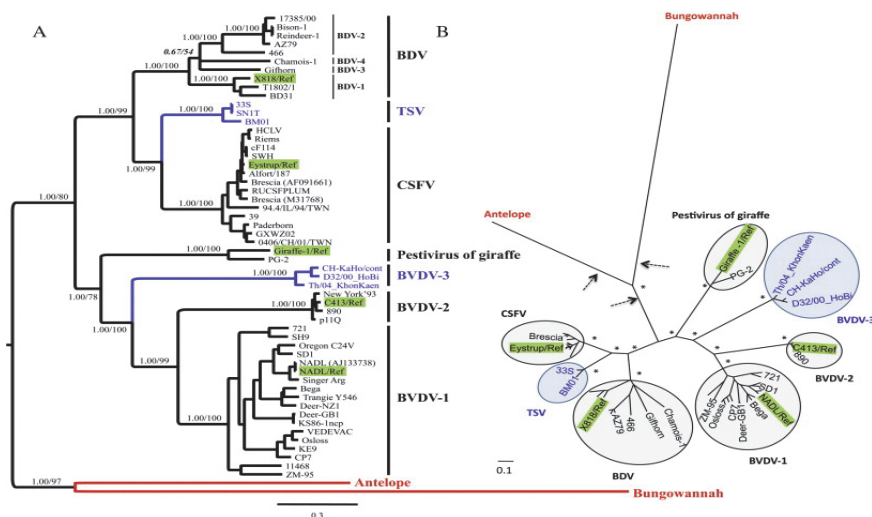 A
17385/00
Bison-1
Reindeer-1
AZ79
466
Chamois-1
Gifhorn
X818/Ref
T1802/1
BD31
BDV-2
BDV-4
BDV-3
BDV-1
BDV
33S
SN1T
BM01
TSV
HCLV
Riems
cF114
SWH
Eystrup/Ref
Alfort/187
Brescia (AF091661)
RUCSFPLUM
Brescia (M31768)
94.4/IL/94/TWN
39
Paderborn
GXWZ02
0406/CH/01/TWN
CSFV
Giraffe-1/Ref
PG-2
Pestivirus of giraffe
CH-KaHo/cont
D32/00_HoBi
Th/04_KhonKaen
BVDV-3
New York'93
C413/Ref
890
p11Q
BVDV-2
721
SH9
Oregon C24V
SD1
NADL (AJ133738)
NADL/Ref
Singer Arg
Bega
Trangie Y546
Deer-NZ1
Deer-GB1
KS86-1ncp
VEDEVAC
Osloss
KE9
CP7
11468
ZM-95
BVDV-1
Antelope
Bungowannah
1.00/100
0.67/54
1.00/100
1.00/100
1.00/99
1.00/100
1.00/99
1.00/100
1.00/80
1.00/100
1.00/100
1.00/78
1.00/100
1.00/99
1.00/100
1.00/97
0.3
B
Bungowannah
Antelope
Pestivirus of giraffe
Giraffe-1/Ref
PG-2
Th/04_KhonKaen
CH-KaHo/cont
D32/00_HoBi
BVDV-3
CSFV
Brescia
Eystrup/Ref
33S
BM01
TSV
C413/Ref
890
BVDV-2
X818/Ref
AZ79
466
Gifhorn
Chamois-1
BDV
ZM-95
Osloss
CP7
Deer-GB1
Bega
NADL/Ref
SD1
721
BVDV-1
0.1
* * * * * * * * * * * * * *